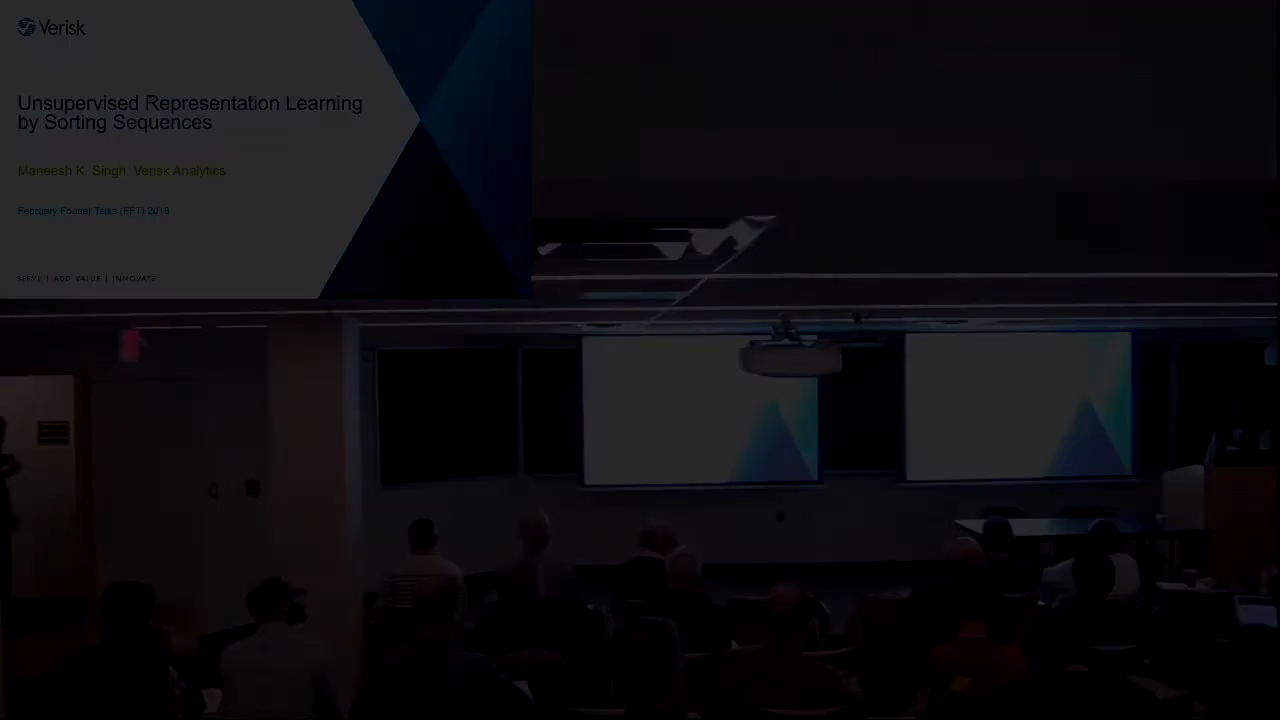 Verisk
Unsupervised Representation Learning
by Sorting Sequences
Maneesh K. Singh, Verisk Analytics
February Fourier Talks (FFT) 2018
SERVE | ADD VALUE | INNOVATE